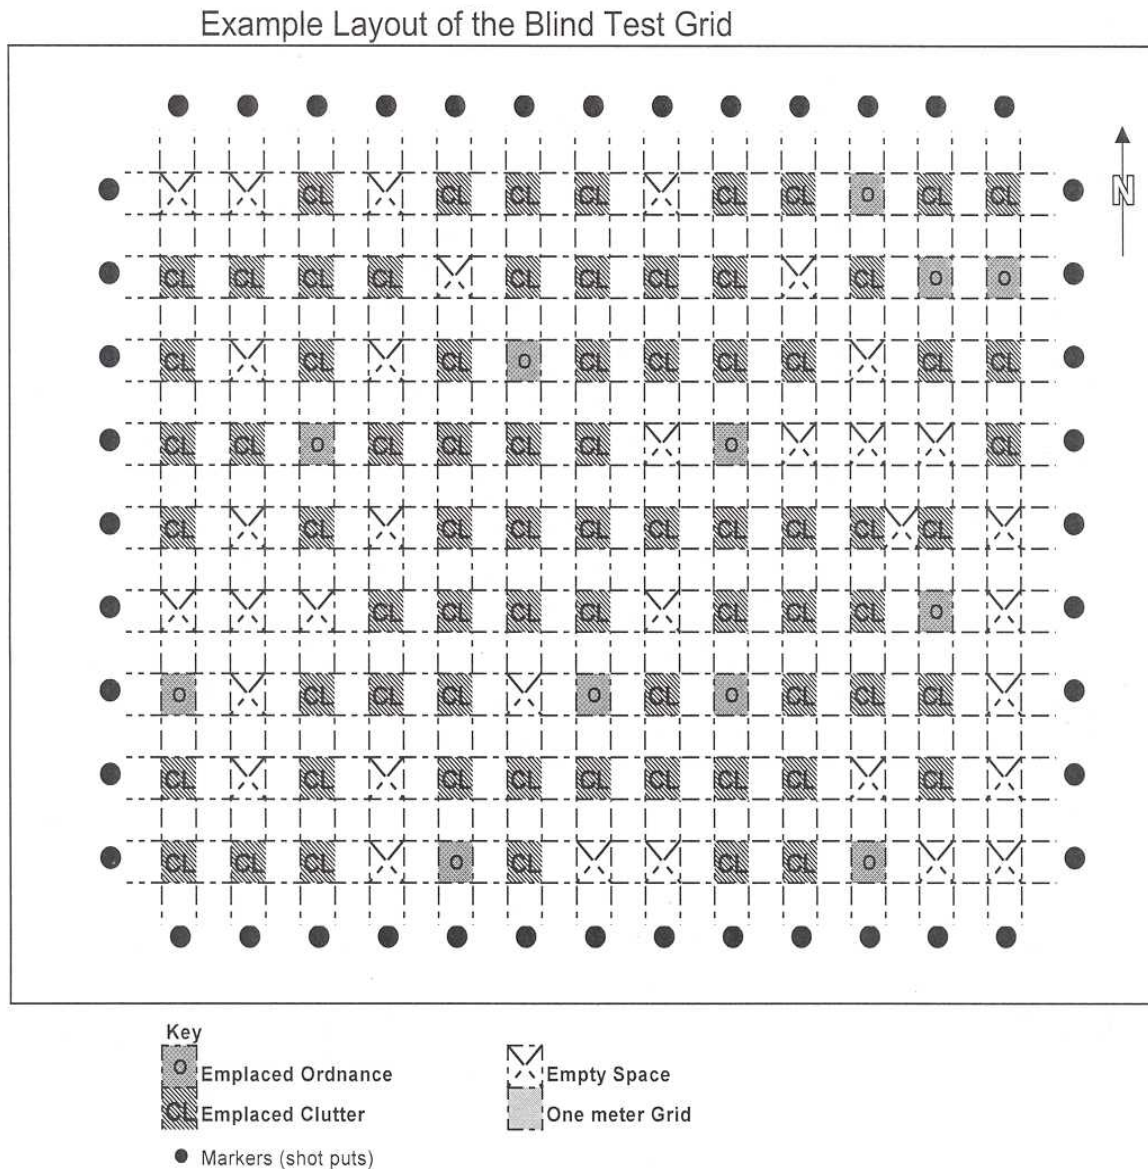 Example Layout of the Blind Test Grid
N
CL CL CL CL CL CL O CL CL
CL CL CL CL CL CL CL CL CL O O
CL CL CL O CL CL CL CL CL CL
CL CL O CL CL CL CL O CL
CL CL CL CL CL CL CL CL CL CL
CL CL CL CL CL CL CL O
O CL CL CL O CL O CL CL CL
CL CL CL CL CL CL CL CL CL
CL CL CL O CL CL CL O
Key
O Emplaced Ordnance
Empty Space
CL Emplaced Clutter
One meter Grid
Markers (shot puts)